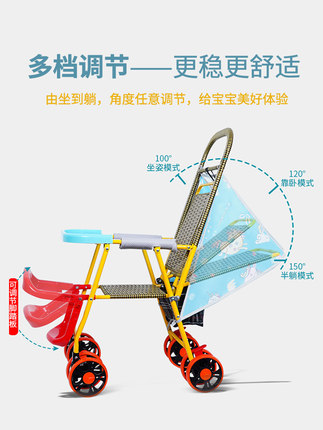 多档调节——更稳更舒适
由坐到躺，角度任意调节，给宝宝美好体验
100°
坐姿模式
120°
靠卧模式
150°
半躺模式
可调节脚踏板